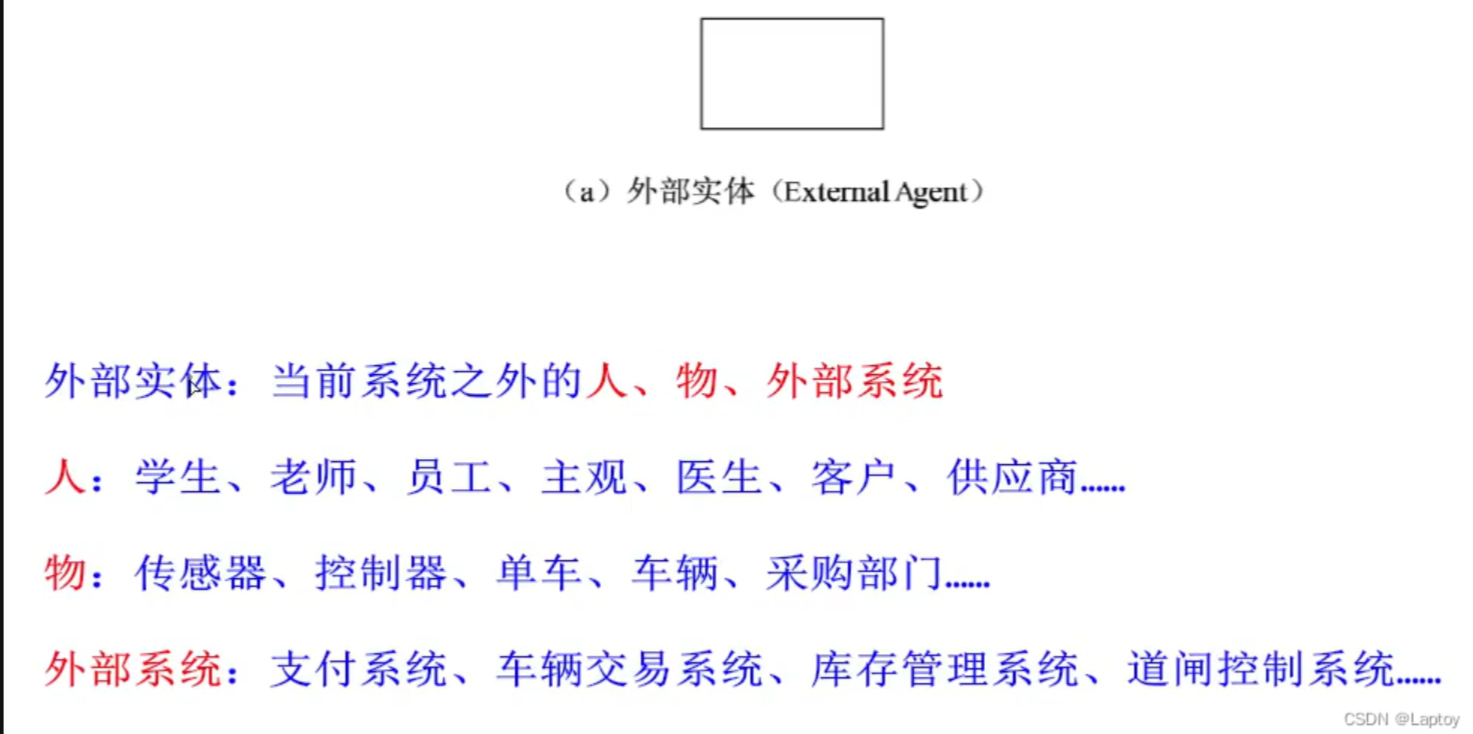 （a）外部实体（External Agent）
外部实体：当前系统之外的人、物、外部系统
人：学生、老师、员工、主观、医生、客户、供应商......
物：传感器、控制器、单车、车辆、采购部门......
外部系统：支付系统、车辆交易系统、库存管理系统、道闸控制系统......
CSDN @Laptoy